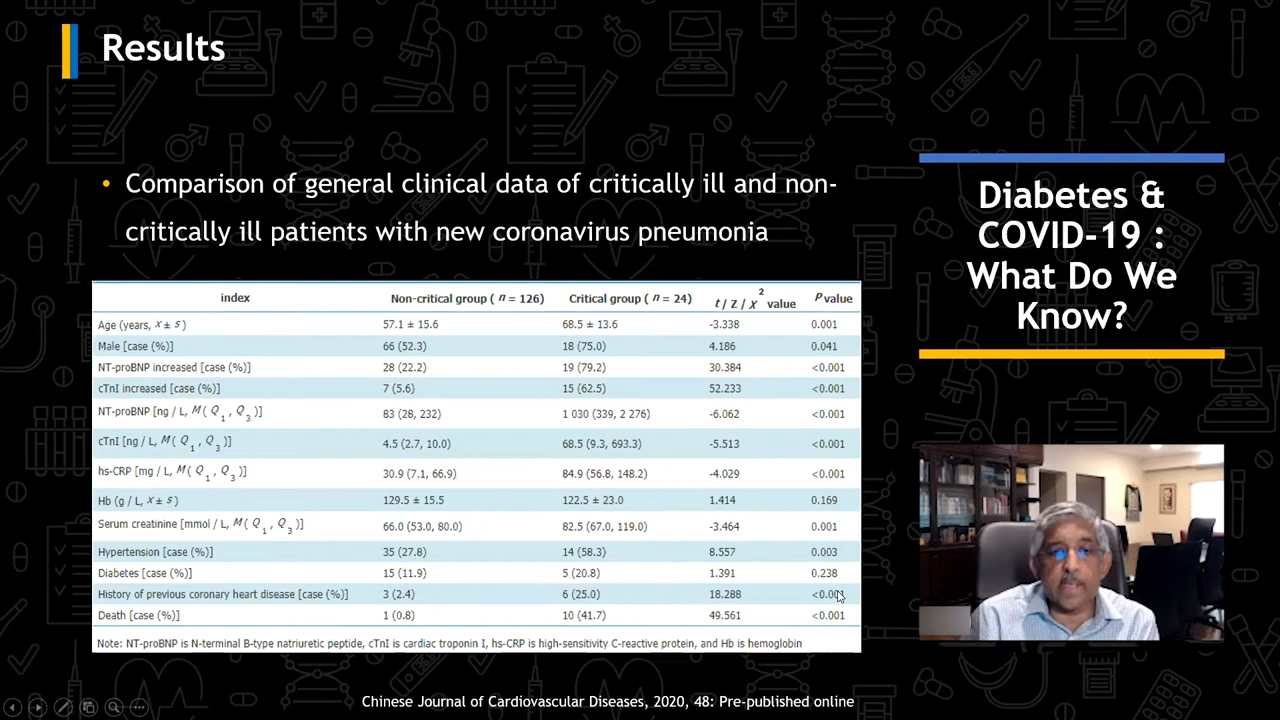 Results
• Comparison of general clinical data of critically ill and non-
critically ill patients with new coronavirus pneumonia
index Non-critical group ( n = 126) Critical group ( n = 24) t / Z / X 2 value P value
Age (years, x ± s ) 57.1 ± 15.6 68.5 ± 13.6 -3.338 0.001
Male [case (%)] 66 (52.3) 18 (75.0) 4.186 0.041
NT-proBNP increased [case (%)] 28 (22.2) 19 (79.2) 30.384 <0.001
cTnI increased [case (%)] 7 (5.6) 15 (62.5) 52.233 <0.001
NT-proBNP [ng / L, M ( Q 1 , Q 3 )] 83 (28, 232) 1 030 (339, 2 276) -6.062 <0.001
cTnI [ng / L, M ( Q 1 , Q 3 )] 4.5 (2.7, 10.0) 68.5 (9.3, 693.3) -5.513 <0.001
hs-CRP [mg / L, M ( Q 1 , Q 3 )] 30.9 (7.1, 66.9) 84.9 (56.8, 148.2) -4.029 <0.001
Hb (g / L, x ± s ) 129.5 ± 15.5 122.5 ± 23.0 1.414 0.169
Serum creatinine [mmol / L, M ( Q 1 , Q 3 )] 66.0 (53.0, 80.0) 82.5 (67.0, 119.0) -3.464 0.001
Hypertension [case (%)] 35 (27.8) 14 (58.3) 8.557 0.003
Diabetes [case (%)] 15 (11.9) 5 (20.8) 1.391 0.238
History of previous coronary heart disease [case (%)] 3 (2.4) 6 (25.0) 18.288
Death [case (%)] 1 (0.8) 10 (41.7) 49.561 <0.001
Note: NT-proBNP is N-terminal B-type natriuretic peptide, cTnI is cardiac troponin I, hs-CRP is high-sensitivity C-reactive protein, and Hb is hemoglobin
Chinese Journal of Cardiovascular Diseases, 2020, 48: Pre-published online
Diabetes &
COVID-19 :
What Do We
Know?